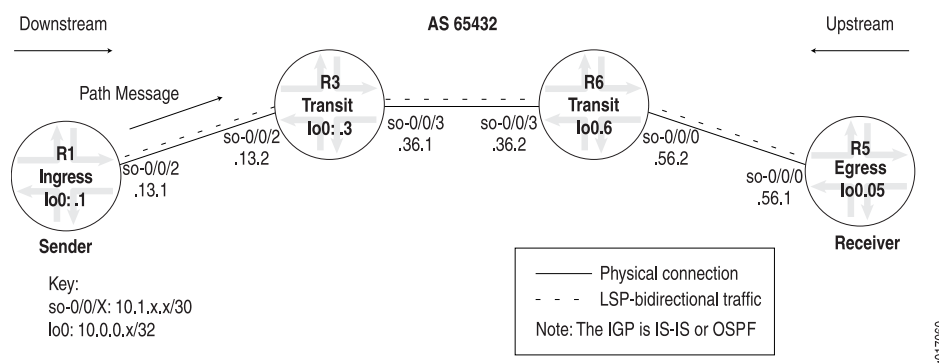 Downstream
AS 65432
Upstream
Path Message
R1
Ingress
lo0: .1
Sender
so-0/0/2
.13.1
so-0/0/2
.13.2
R3
Transit
lo0: .3
so-0/0/3
.36.1
so-0/0/3
.36.2
R6
Transit
lo0.6
so-0/0/0
.56.2
so-0/0/0
.56.1
R5
Egress
lo0.05
Receiver
Key:
so-0/0/X: 10.1.x.x/30
lo0: 10.0.0.x/32
Physical connection
LSP-bidirectional traffic
Note: The IGP is IS-IS or OSPF